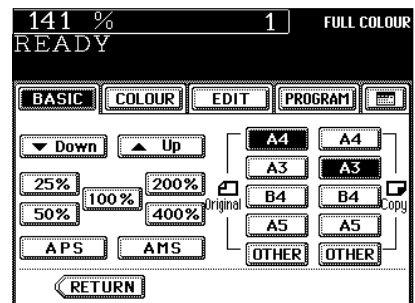 141 % 1 FULL COLOUR
READY
BASIC COLOUR EDIT PROGRAM
Down Up
25% 200%
100%
50% 400%
APS AMS
Original
A4 A4
A3 A3
B4 B4
A5 A5
OTHER OTHER
Copy
RETURN